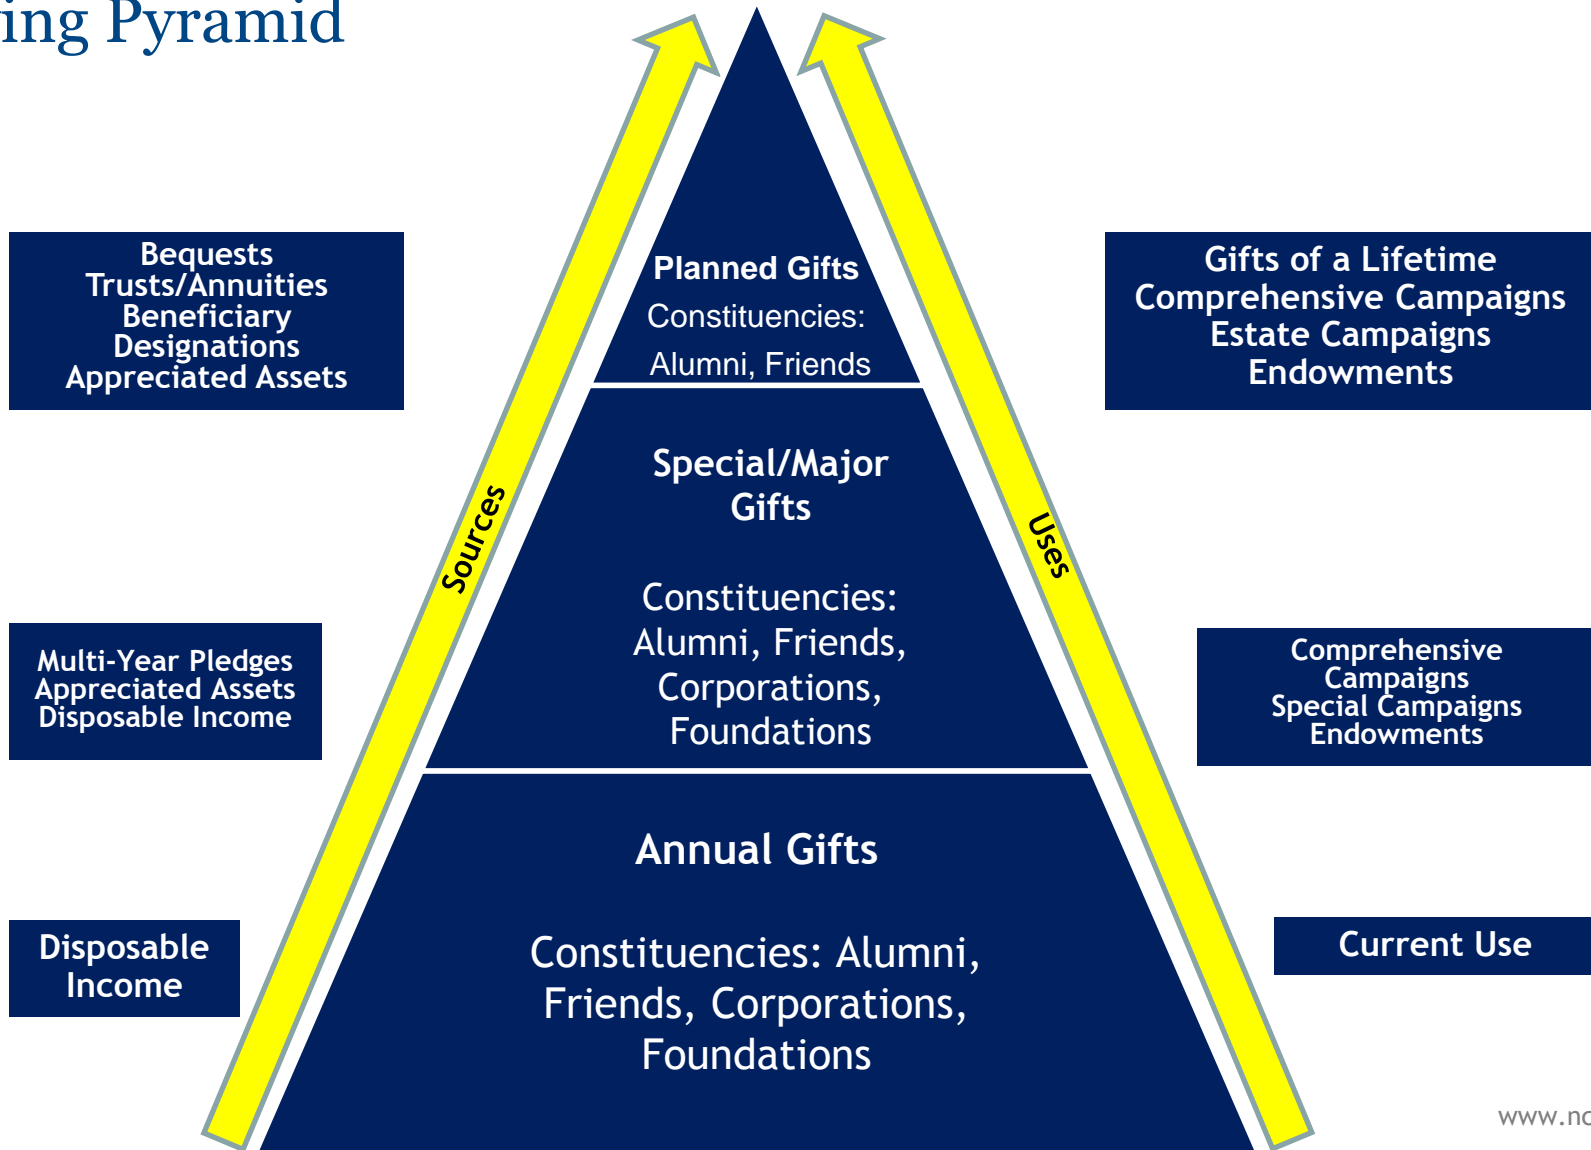 ing Pyramid
Bequests
Trusts/Annuities
Beneficiary
Designations
Appreciated Assets
Planned Gifts
Constituencies:
Alumni, Friends
Gifts of a Lifetime
Comprehensive Campaigns
Estate Campaigns
Endowments
Sources
Uses
Special/Major
Gifts
Constituencies:
Alumni, Friends,
Corporations,
Foundations
Multi-Year Pledges
Appreciated Assets
Disposable Income
Comprehensive
Campaigns
Special Campaigns
Endowments
Annual Gifts
Constituencies: Alumni,
Friends, Corporations,
Foundations
Disposable
Income
Current Use
www.nc